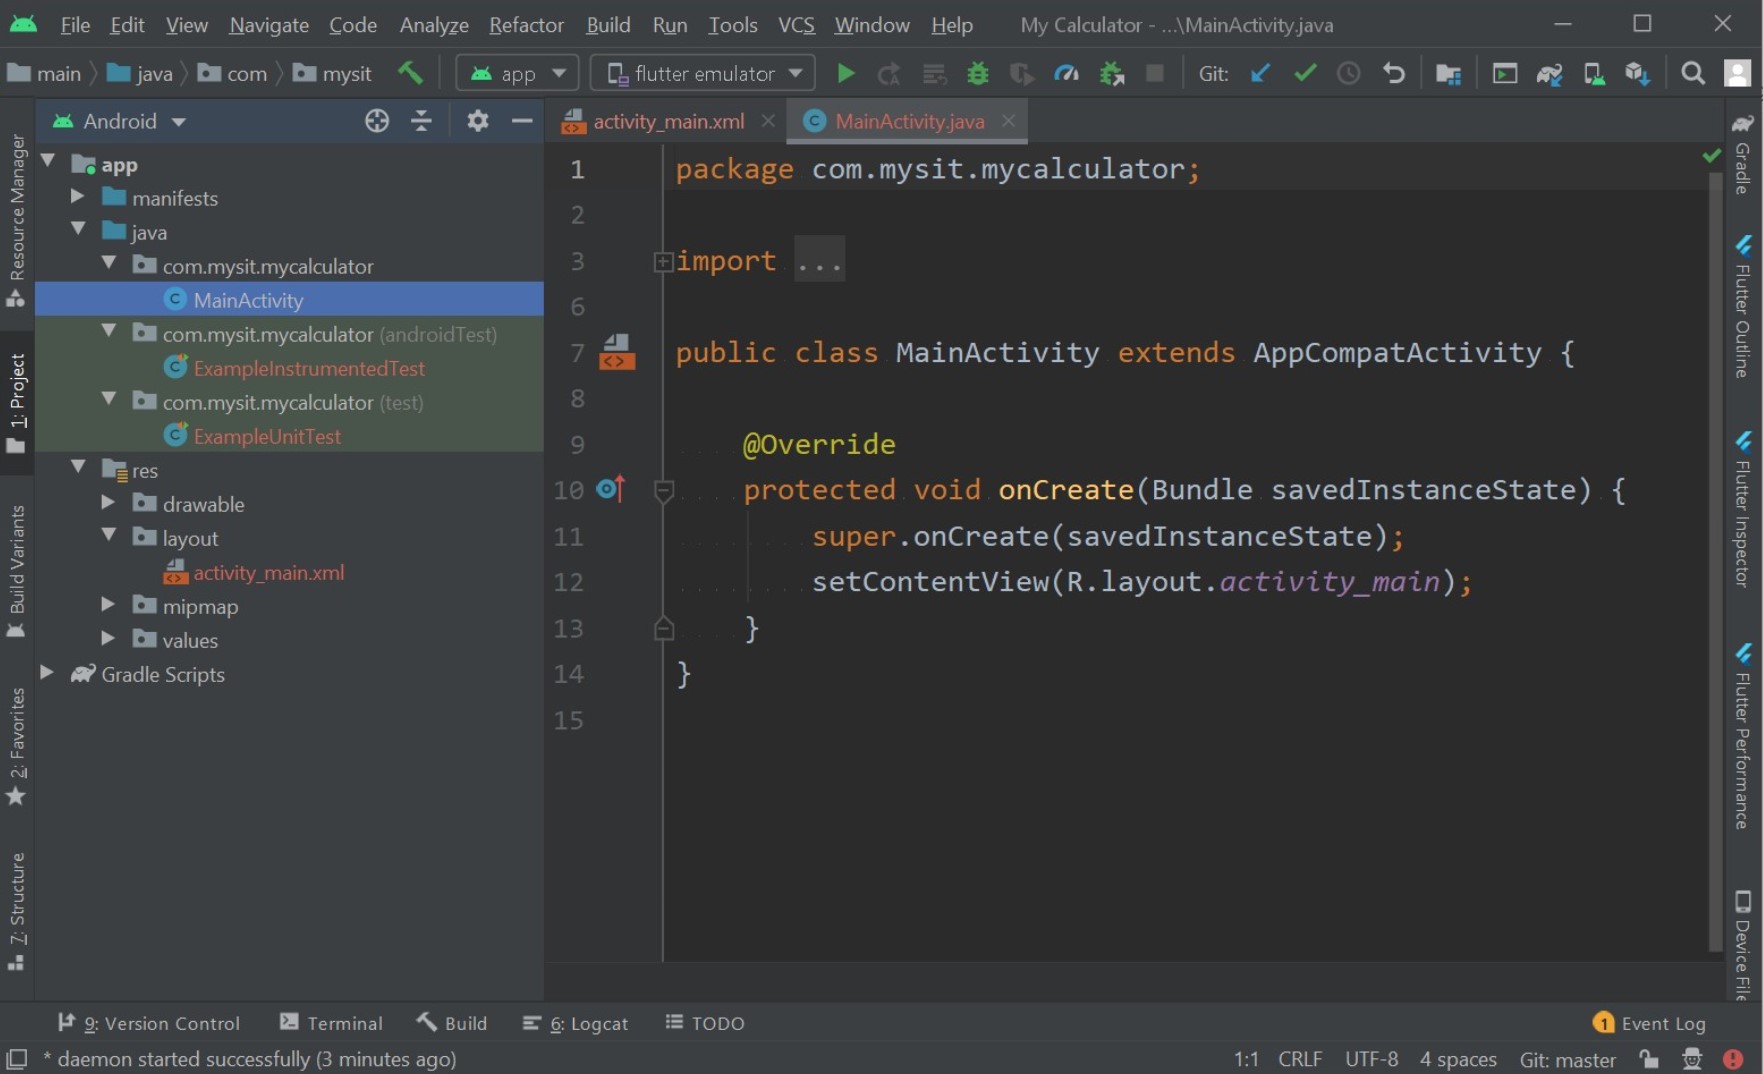 File Edit View Navigate Code Analyze Refactor Build Run Tools VCS Window Help My Calculator - ...\MainActivity.java
main java com mysit app flutter emulator Git:
Android
activity_main.xml
MainActivity.java
app
manifests
java
com.mysit.mycalculator
MainActivity
com.mysit.mycalculator (androidTest)
ExampleInstrumentedTest
com.mysit.mycalculator (test)
ExampleUnitTest
res
drawable
layout
activity_main.xml
mipmap
values
Gradle Scripts
1 package com.mysit.mycalculator;
2
3 import ...
6
7 public class MainActivity extends AppCompatActivity {
8
9 @Override
10 protected void onCreate(Bundle savedInstanceState) {
11 super.onCreate(savedInstanceState);
12 setContentView(R.layout.activity_main);
13 }
14 }
15
Resource Manager
1: Project
Build Variants
2: Favorites
7: Structure
Gradle
Flutter Outline
Flutter Inspector
Flutter Performance
Device File
9: Version Control Terminal Build 6: Logcat TODO 1 Event Log
* daemon started successfully (3 minutes ago) 1:1 CRLF UTF-8 4 spaces Git: master